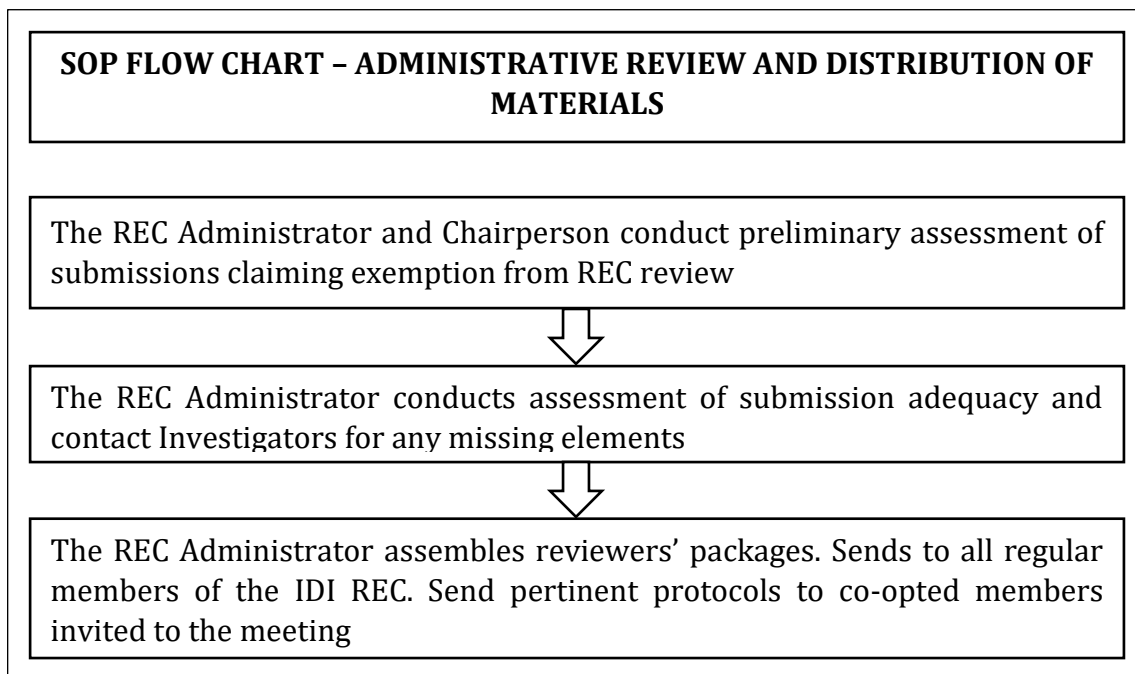 SOP FLOW CHART – ADMINISTRATIVE REVIEW AND DISTRIBUTION OF
MATERIALS
The REC Administrator and Chairperson conduct preliminary assessment of
submissions claiming exemption from REC review
The REC Administrator conducts assessment of submission adequacy and
contact Investigators for any missing elements
The REC Administrator assembles reviewers’ packages. Sends to all regular
members of the IDI REC. Send pertinent protocols to co-opted members
invited to the meeting